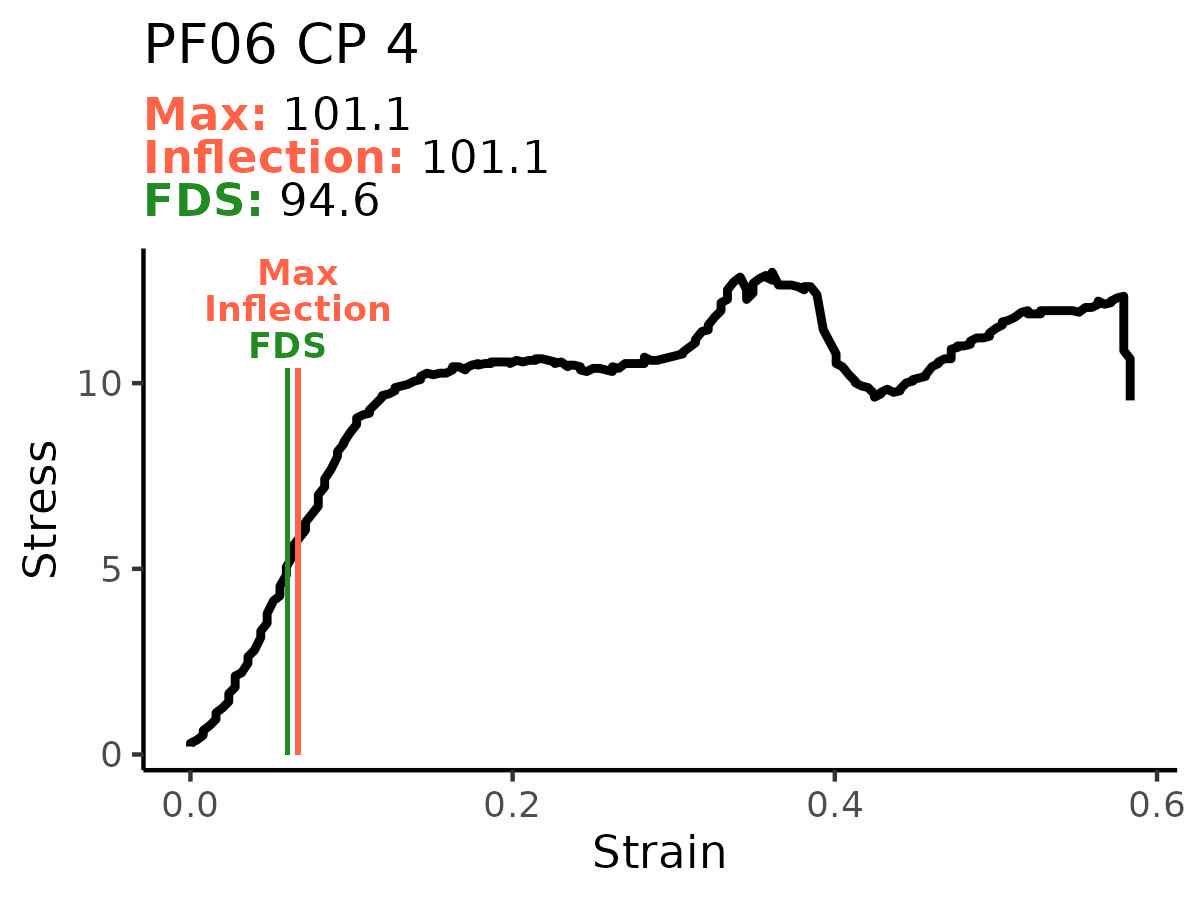 PF06 CP 4
Max: 101.1
Inflection: 101.1
FDS: 94.6
Max
Inflection
FDS
10
5
0
Stress
0.0 0.2 0.4 0.6
Strain